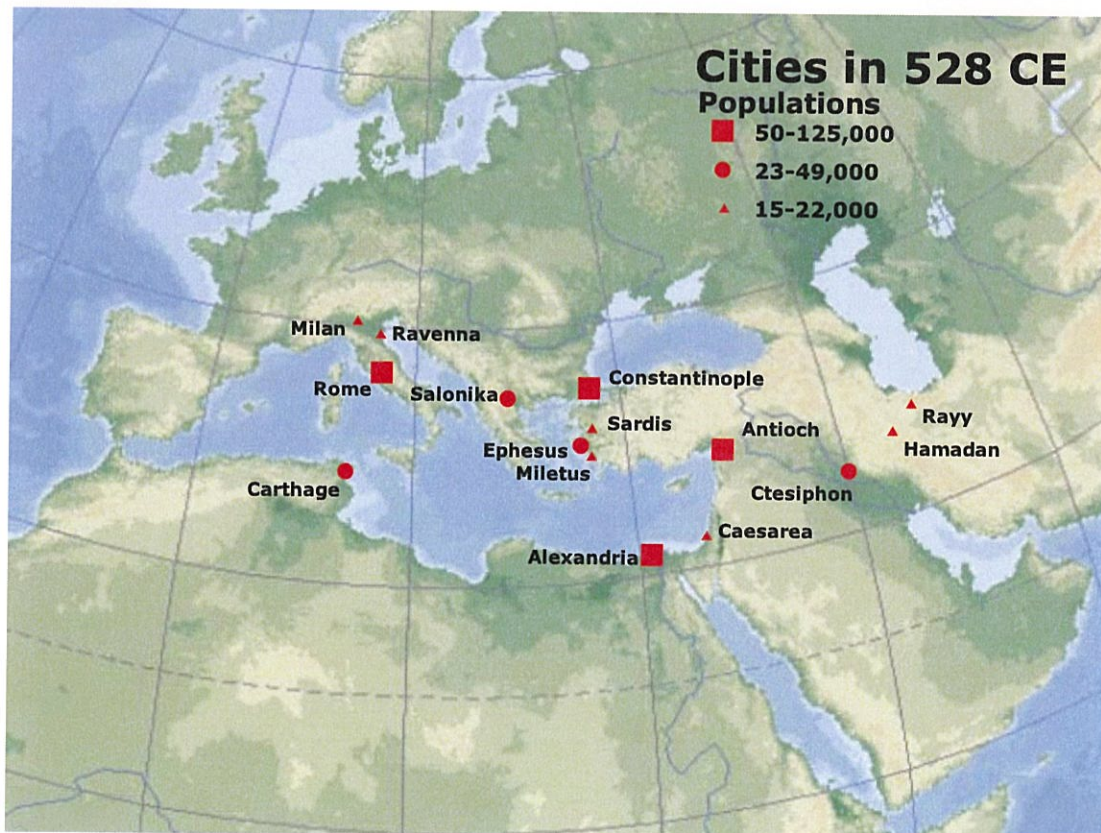 Cities in 528 CE
Populations
50-125,000
23-49,000
15-22,000
Milan
Ravenna
Rome
Salonika
Constantinople
Sardis
Ephesus
Miletus
Antioch
Rayy
Hamadan
Carthage
Ctesiphon
Caesarea
Alexandria